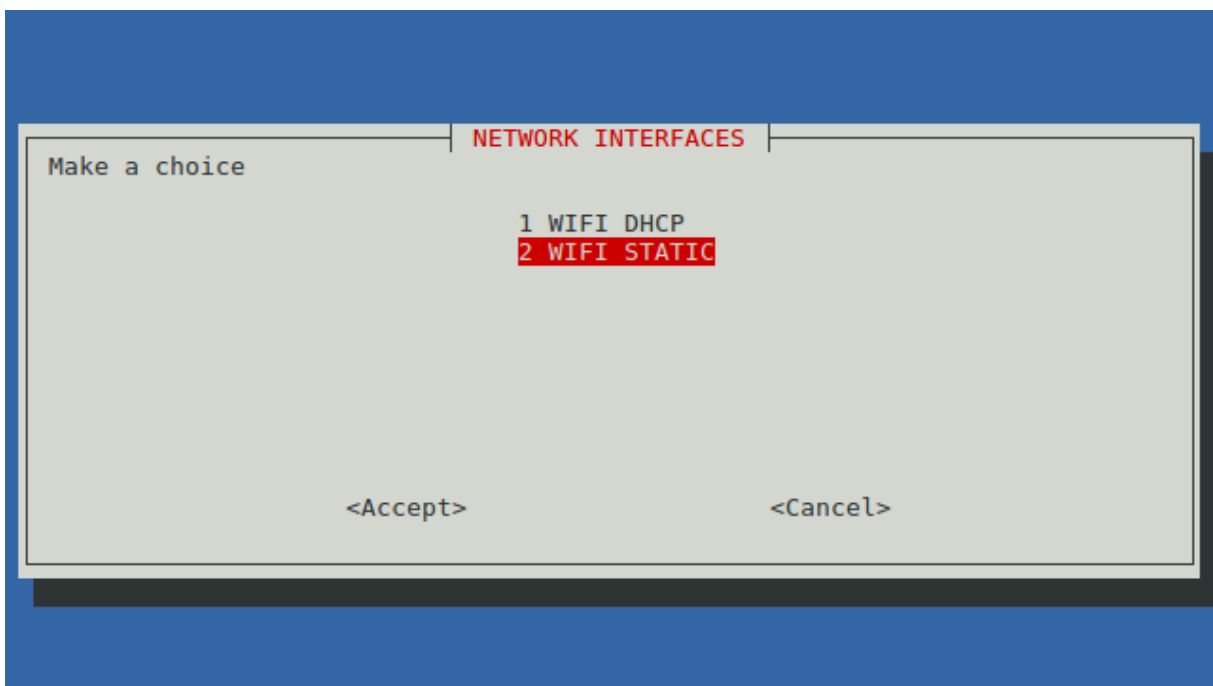 NETWORK INTERFACES
Make a choice
1 WIFI DHCP
2 WIFI STATIC
<Accept> <Cancel>